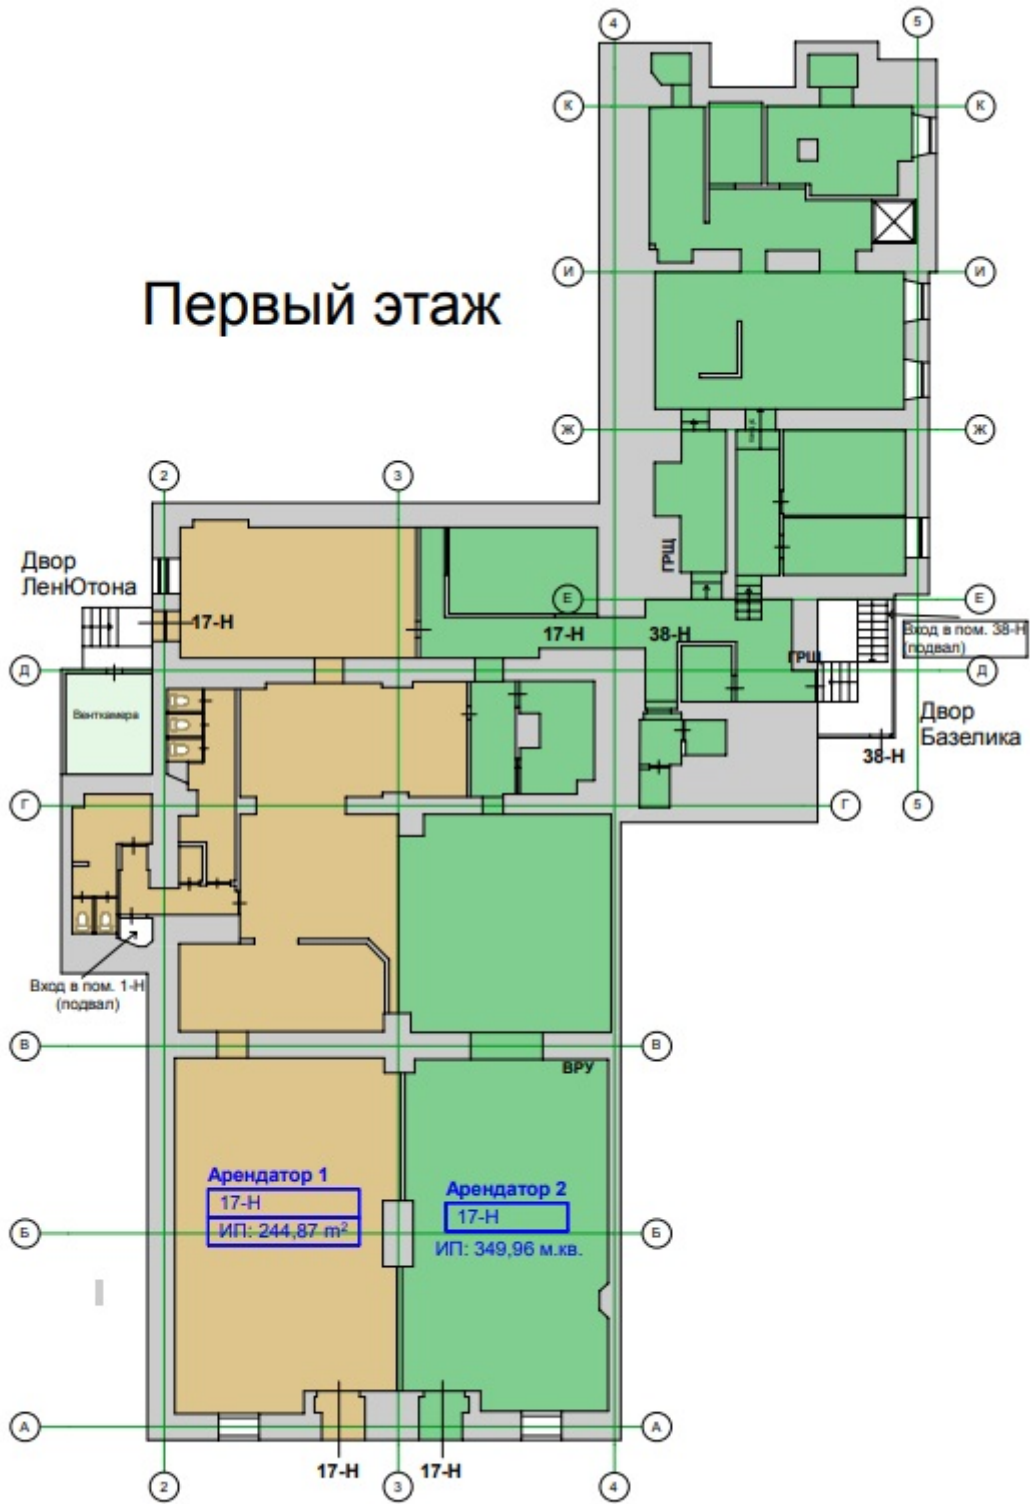 4
5
К
К
И
И
Первый этаж
Ж
Ж
2
3
Двор
ЛенЮтона
ГРЩ
Е
Е
17-Н
17-Н
38-Н
Вход в пом. 38-Н
(подвал)
ГРЩ
Д
Д
Венткамера
Двор
Базелика
38-Н
Г
Г
5
Вход в пом. 1-Н
(подвал)
В
В
ВРУ
Арендатор 1
17-Н
ИП: 244,87 m²
Арендатор 2
17-Н
ИП: 349,96 м.кв.
Б
Б
А
А
17-Н
17-Н
2
3
4